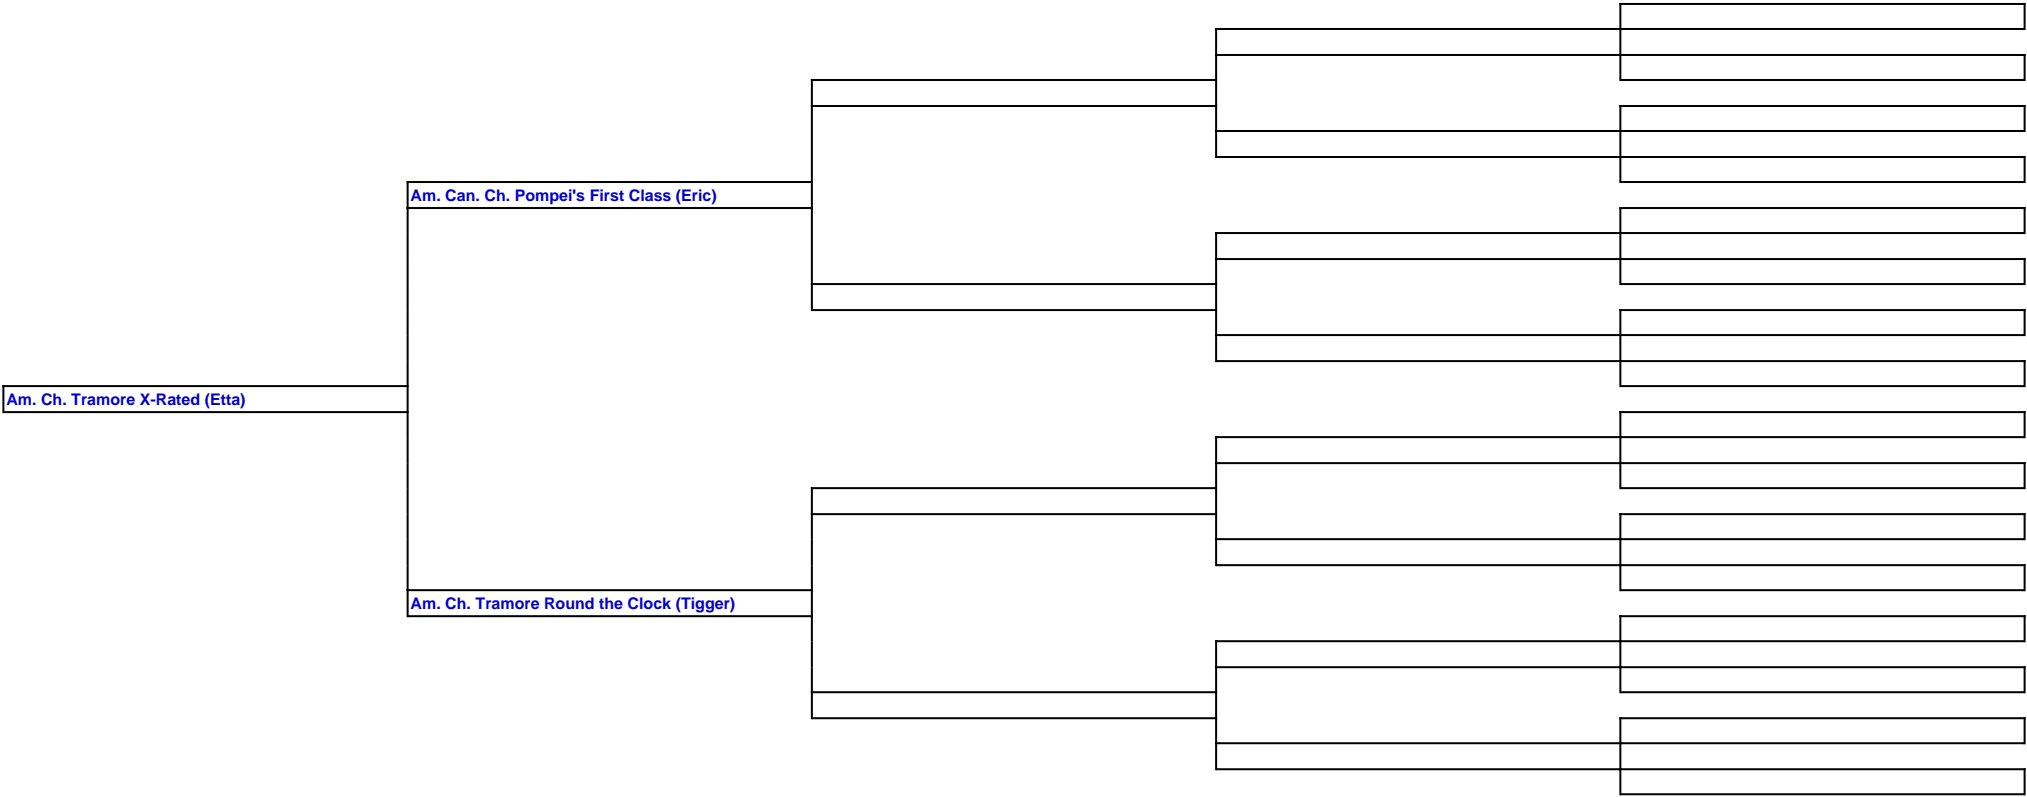 Am. Can. Ch. Pompei's First Class (Eric)
Am. Ch. Tramore X-Rated (Etta)
Am. Ch. Tramore Round the Clock (Tigger)